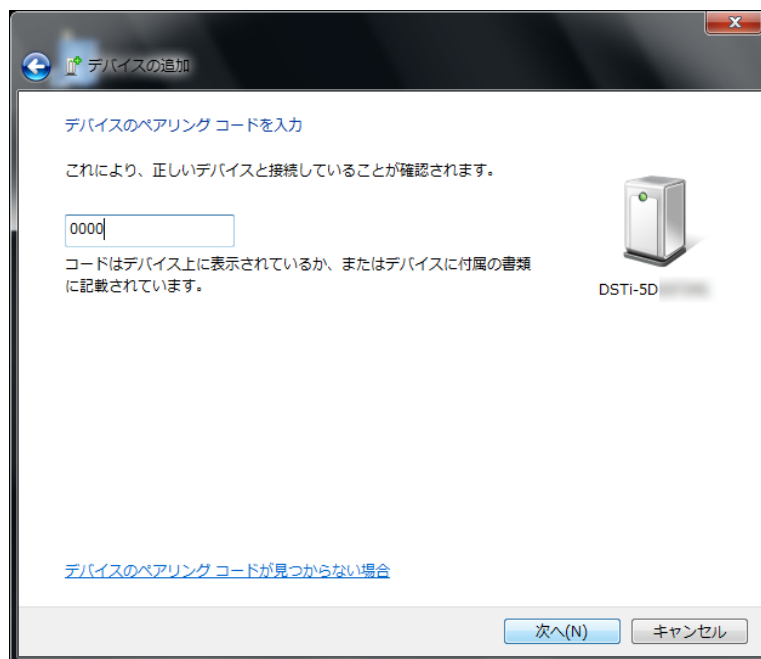 デバイスの追加
デバイスのペアリング コードを入力
これにより、正しいデバイスと接続していることが確認されます。
0000
コードはデバイス上に表示されているか、またはデバイスに付属の書類
に記載されています。
DSTi-5D
デバイスのペアリング コードが見つからない場合
次へ(N)
キャンセル